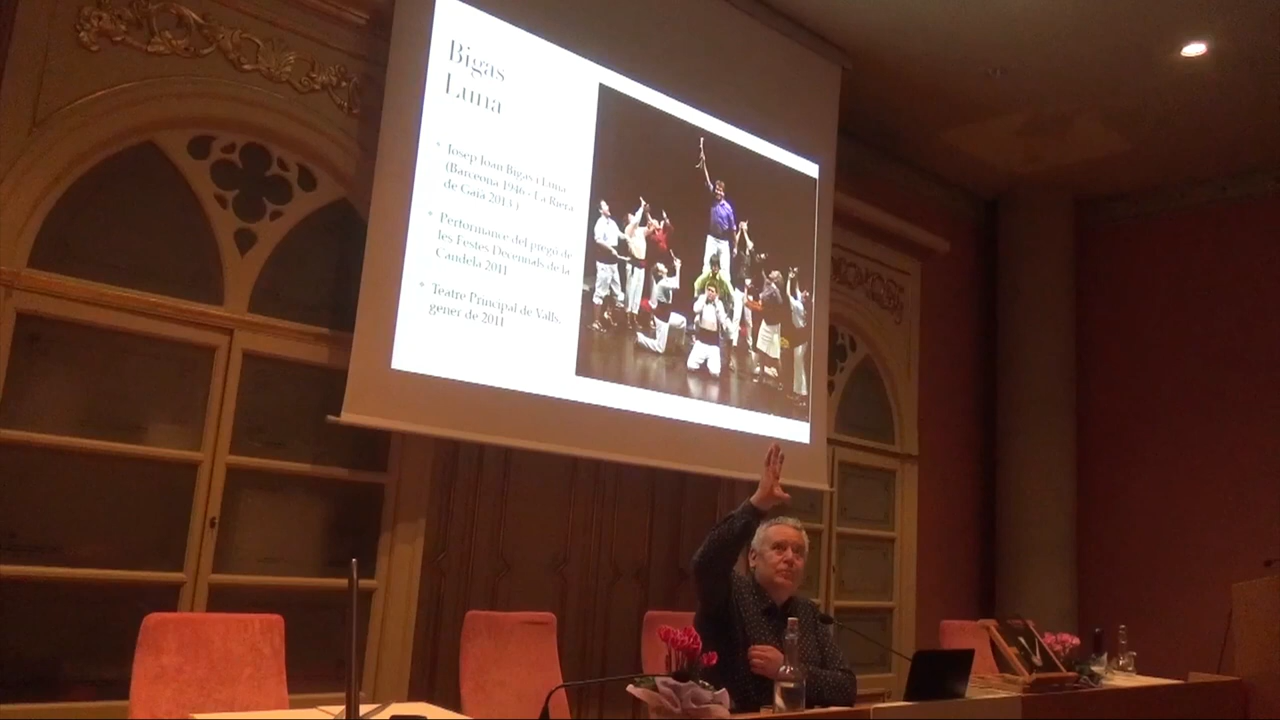 Bigas
Luna
Josep Joan Bigas i Luna
(Barceona 1946 - La Riera
de Gaià 2013 )
Performance del pregó de
les Festes Decennals de la
Candela 2011
Teatre Principal de Valls,
gener de 2011